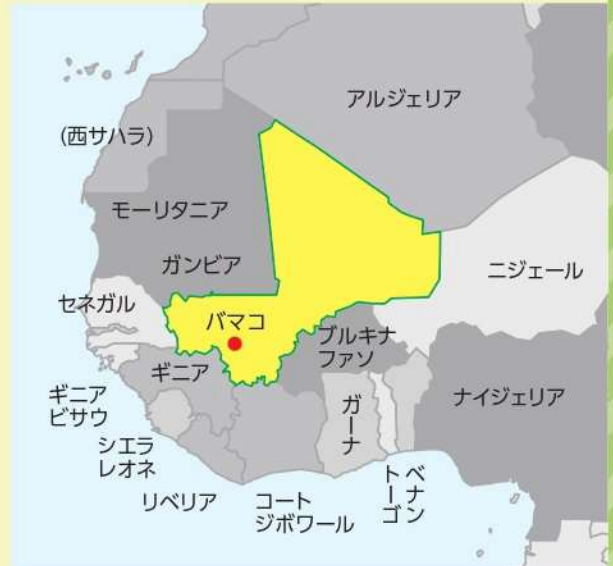 アルジェリア
(西サハラ)
モーリタニア
ガンビア
ニジェール
セネガル
バマコ
ブルキナ
ファソ
ギニア
ギニア
ビサウ
ガーナ
ナイジェリア
シエラ
レオネ
リベリア
コート
ジボワール
トーゴ
ベナン